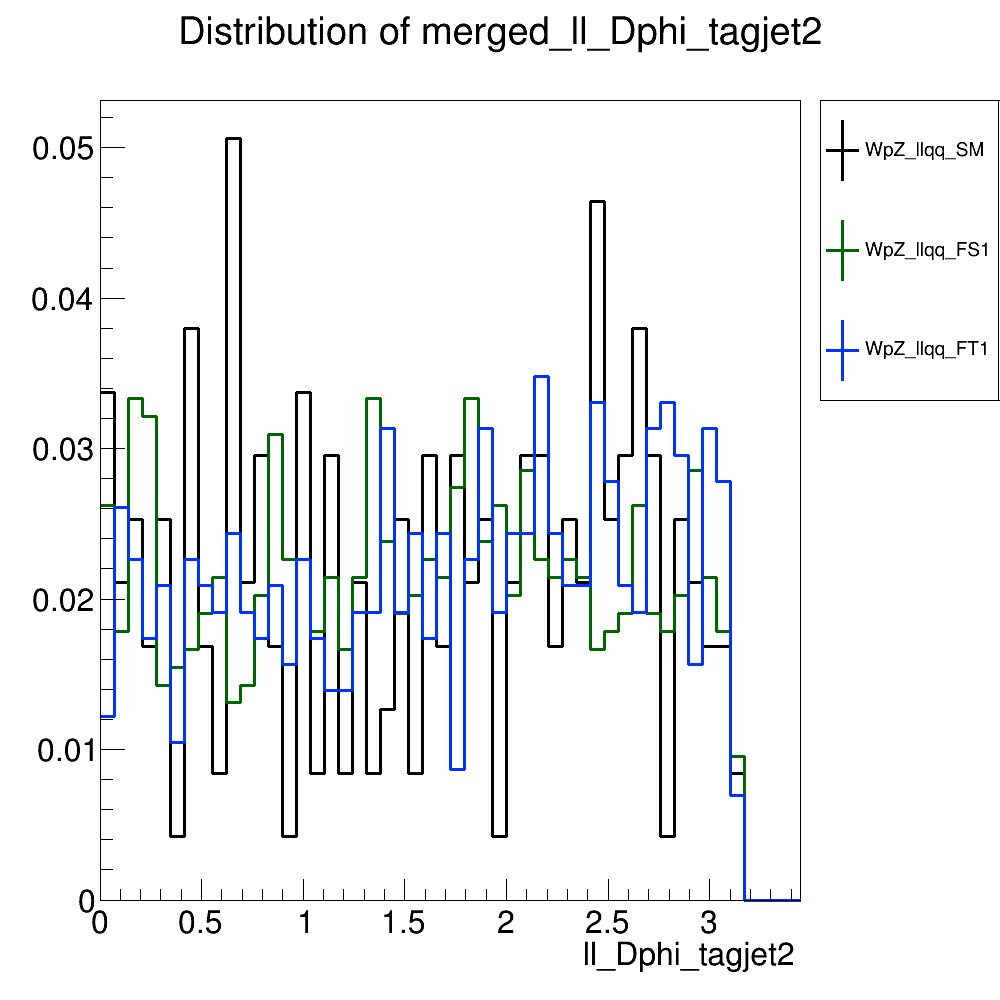 Distribution of merged_ll_Dphi_tagjet2
0.05
0.04
0.03
0.02
0.01
0
0 0.5 1 1.5 2 2.5 3
ll_Dphi_tagjet2
WpZ_llqq_SM
WpZ_llqq_FS1
WpZ_llqq_FT1